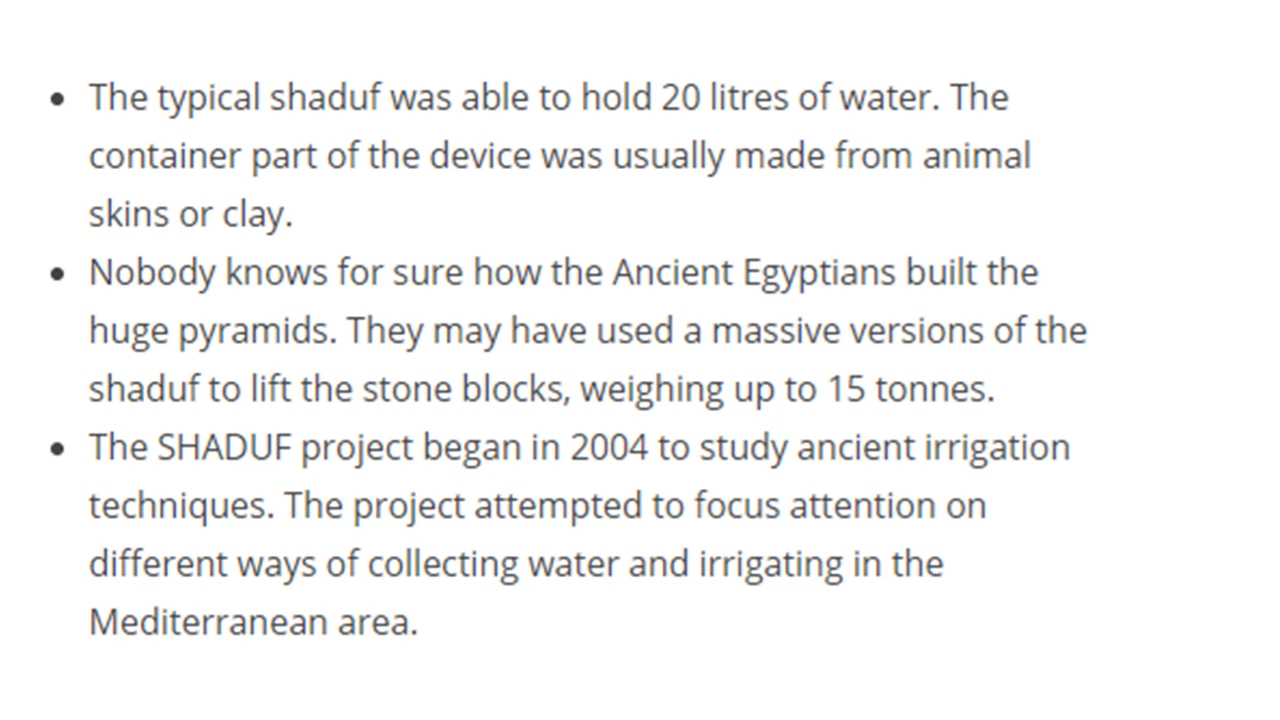 • The typical shaduf was able to hold 20 litres of water. The
container part of the device was usually made from animal
skins or clay.
• Nobody knows for sure how the Ancient Egyptians built the
huge pyramids. They may have used a massive versions of the
shaduf to lift the stone blocks, weighing up to 15 tonnes.
• The SHADUF project began in 2004 to study ancient irrigation
techniques. The project attempted to focus attention on
different ways of collecting water and irrigating in the
Mediterranean area.